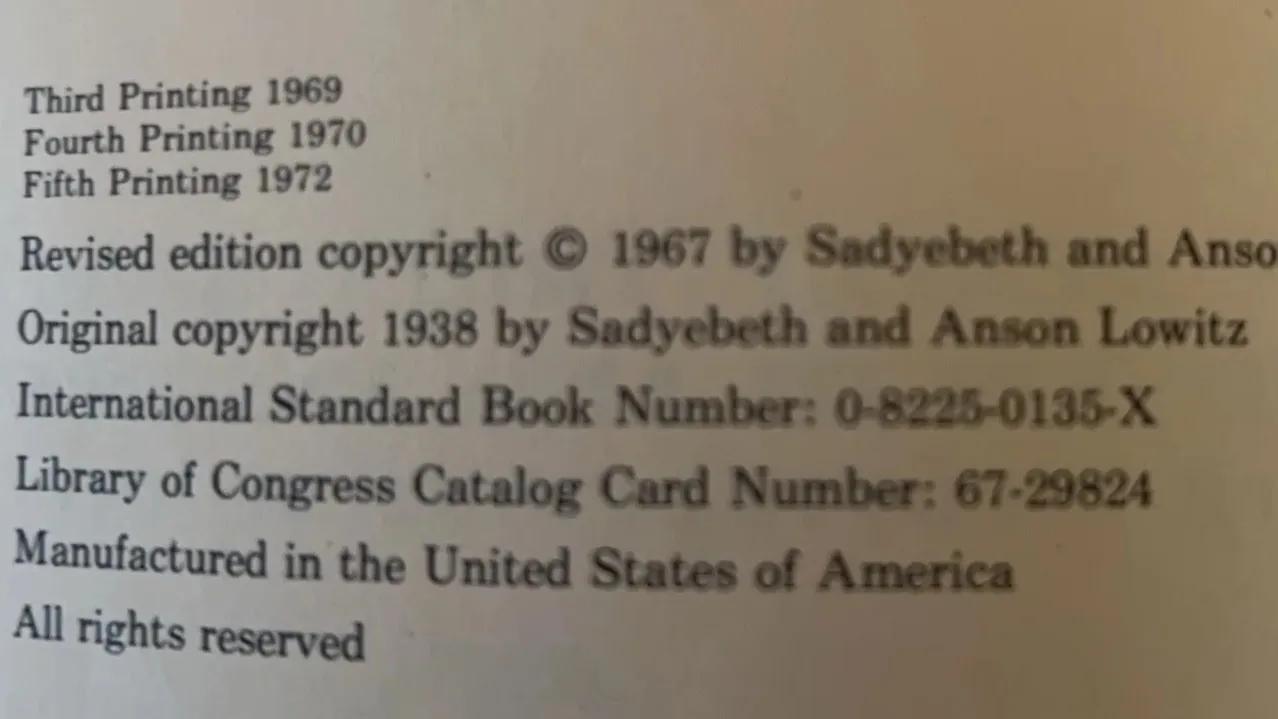 Third Printing 1969
Fourth Printing 1970
Fifth Printing 1972
Revised edition copyright © 1967 by Sadyebeth and Anso
Original copyright 1938 by Sadyebeth and Anson Lowitz
International Standard Book Number: 0-8225-0135-X
Library of Congress Catalog Card Number: 67-29824
Manufactured in the United States of America
All rights reserved